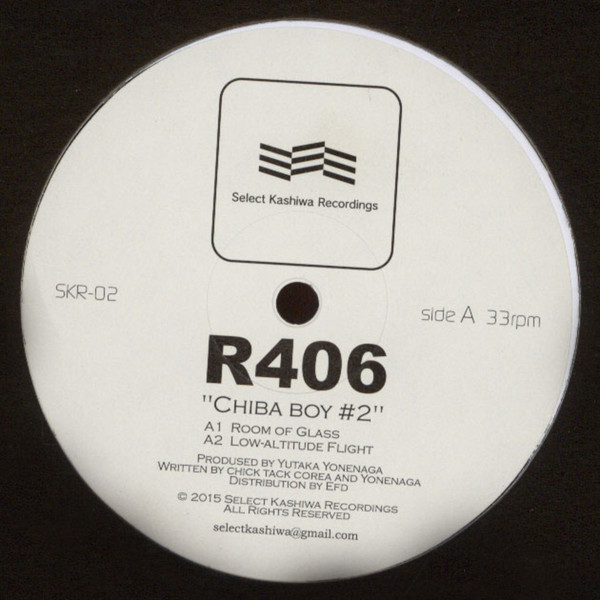 Select Kashiwa Recordings
SKR-02
side A 33rpm
R406
"CHIBA BOY #2"
A1 ROOM OF GLASS
A2 LOW-ALTITUDE FLIGHT
PRODUSED BY YUTAKA YONENAGA
WRITTEN BY CHICK TACK COREA AND YONENAGA
DISTRIBUTION BY EFD
© 2015 SELECT KASHIWA RECORDINGS
ALL RIGHTS RESERVED
selectkashiwa@gmail.com